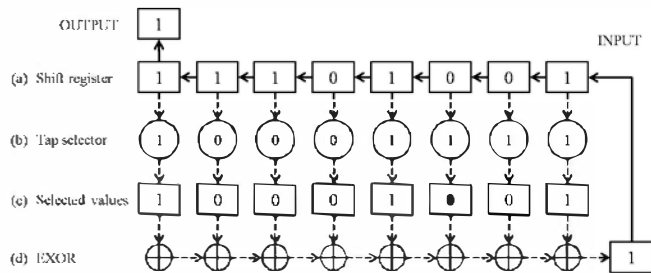 OUTPUT 1
INPUT
(a) Shift register 1 1 1 0 1 0 0 1
(b) Tap selector 1 0 0 0 1 1 1 1
(c) Selected values 1 0 0 0 1 0 0 1
(d) EXOR 1